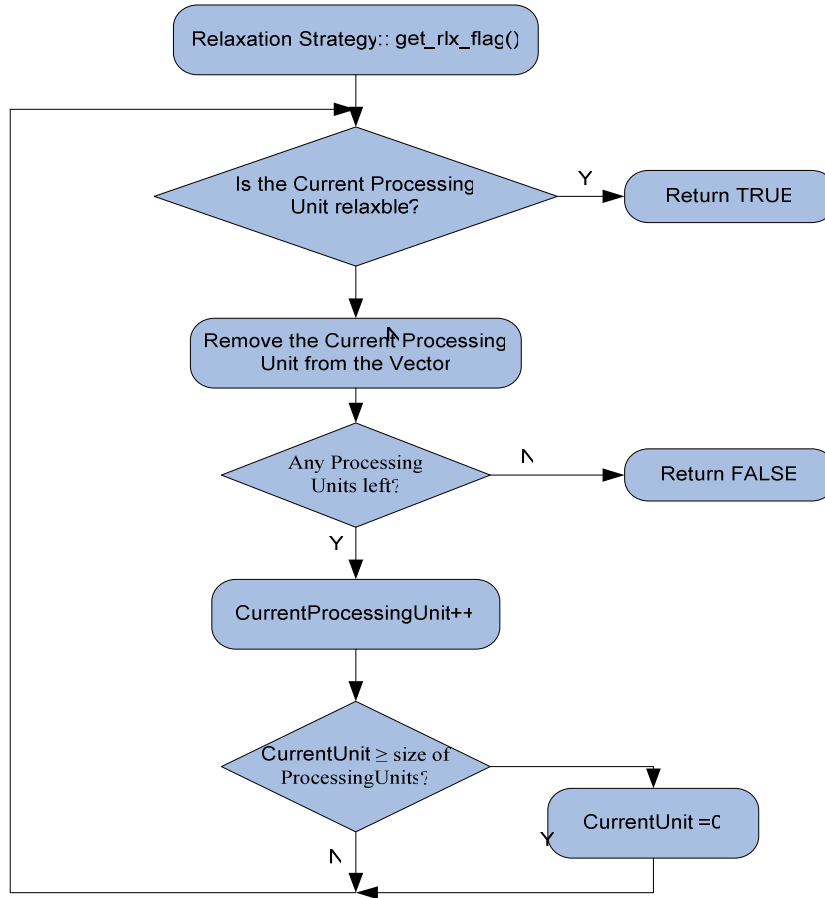 Relaxation Strategy:: get_rlx_flag()
Is the Current Processing
Unit relaxble?
Y
Return TRUE
N
Remove the Current Processing
Unit from the Vector
Any Processing
Units left?
N
Return FALSE
Y
CurrentProcessingUnit++
CurrentUnit ≥ size of
ProcessingUnits?
CurrentUnit =0
Y
N